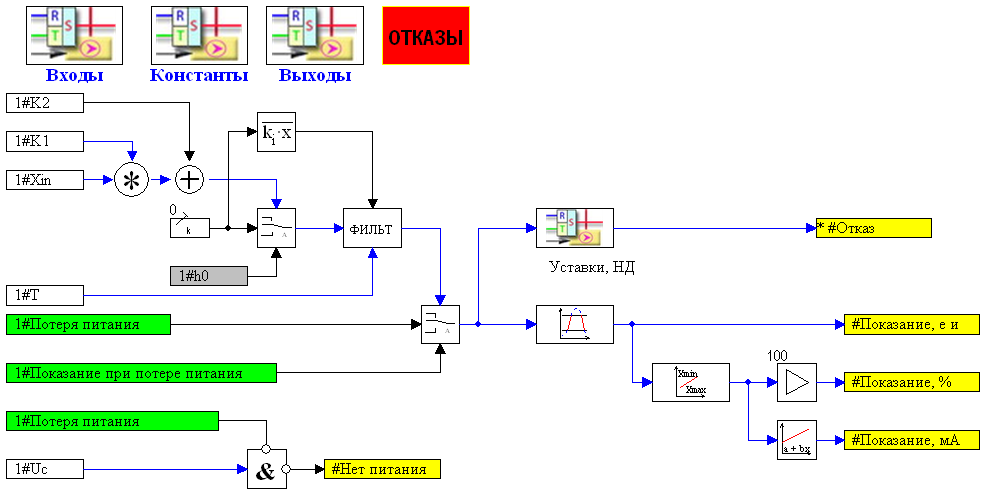 R
S
T
R
S
T
R
S
T
ОТКАЗЫ
Входы
Константы
Выходы
1#K2
1#K1
1#Xin
*
+
k i ·x
0
k
A
ФИЛЬТ
1#h0
1#T
R
S
T
* #Отказ
Уставки, НД
1#Потеря питания
A
#Показание, е и
1#Показание при потере питания
Xmin
Xmax
100
#Показание, %
1#Потеря питания
a + bx
#Показание, мА
1#Uc
&
#Нет питания